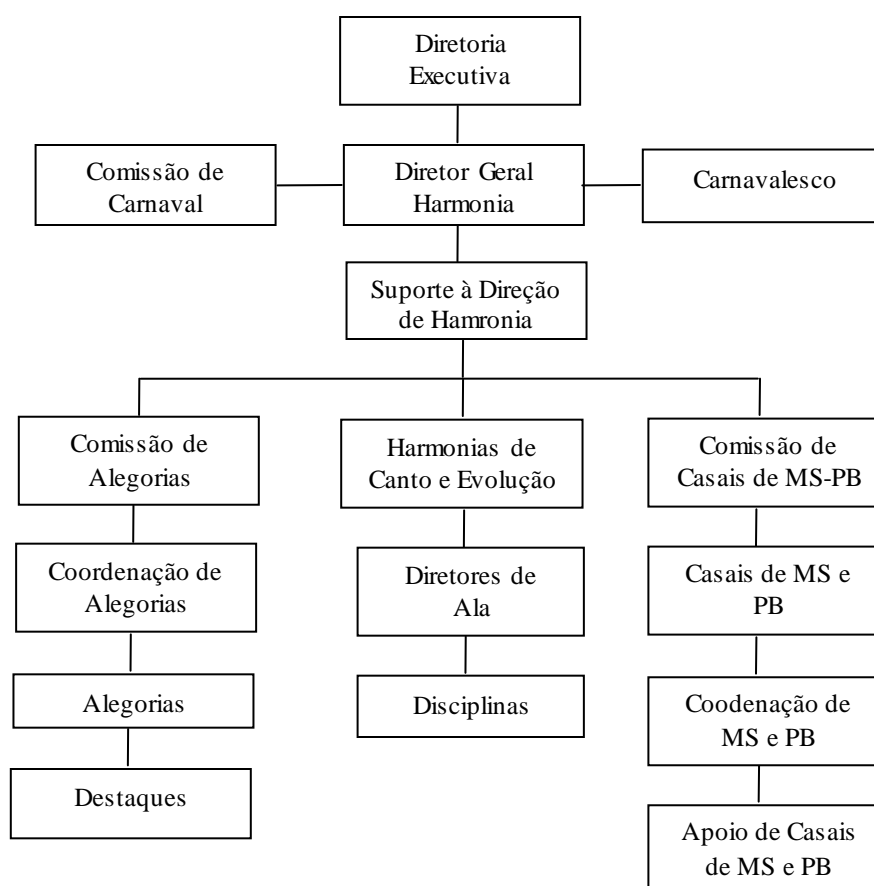 Diretoria
Executiva
Comissão de
Carnaval
Diretor Geral
Harmonia
Carnavalesco
Suporte à Direção
de Hamronia
Comissão de
Alegorias
Harmonias de
Canto e Evolução
Comissão de
Casais de MS-PB
Coordenação de
Alegorias
Diretores de
Ala
Casais de MS e
PB
Alegorias
Disciplinas
Coodenação de
MS e PB
Destaques
Apoio de Casais
de MS e PB